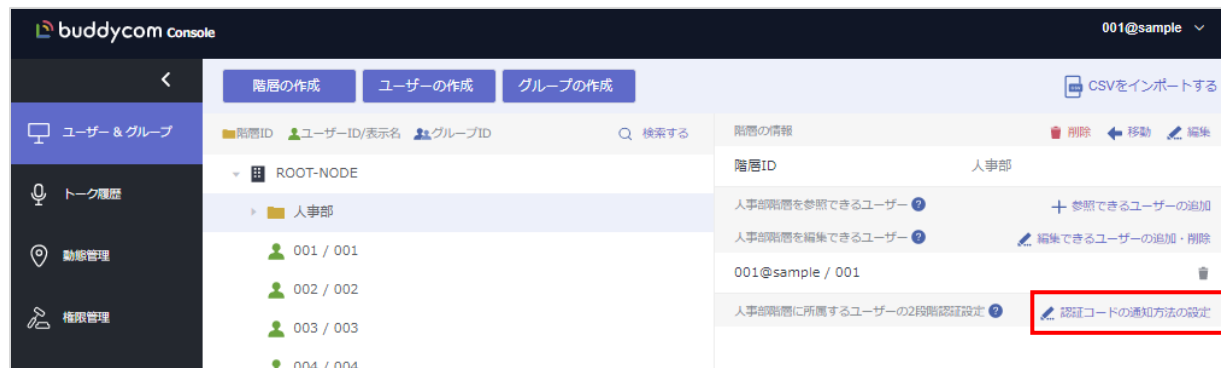 buddycom Console
001@sample
階層の作成
ユーザーの作成
グループの作成
CSVをインポートする
ユーザー & グループ
トーク履歴
動態管理
権限管理
階層ID ユーザーID/表示名 グループID
検索する
ROOT-NODE
人事部
001 / 001
002 / 002
003 / 003
004 / 004
階層の情報
削除 移動 編集
階層ID 人事部
人事部階層を参照できるユーザー ?
参照できるユーザーの追加
人事部階層を編集できるユーザー ?
編集できるユーザーの追加・削除
001@sample / 001
人事部階層に所属するユーザーの2段階認証設定 ?
認証コードの通知方法の設定